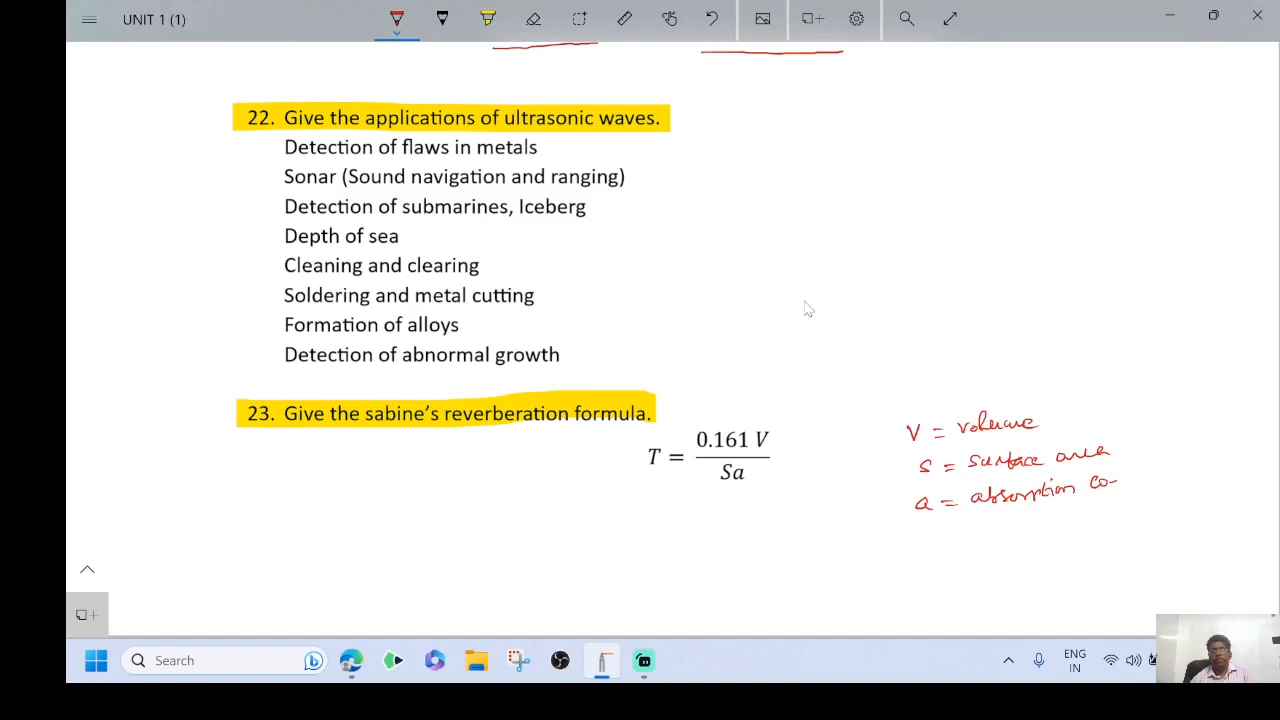 UNIT 1 (1)
22. Give the applications of ultrasonic waves.
Detection of flaws in metals
Sonar (Sound navigation and ranging)
Detection of submarines, Iceberg
Depth of sea
Cleaning and clearing
Soldering and metal cutting
Formation of alloys
Detection of abnormal growth
23. Give the sabine's reverberation formula.
T = 0.161 V / Sa
V = volume
S = surface area
a = absorption co-
Search
ENG
IN